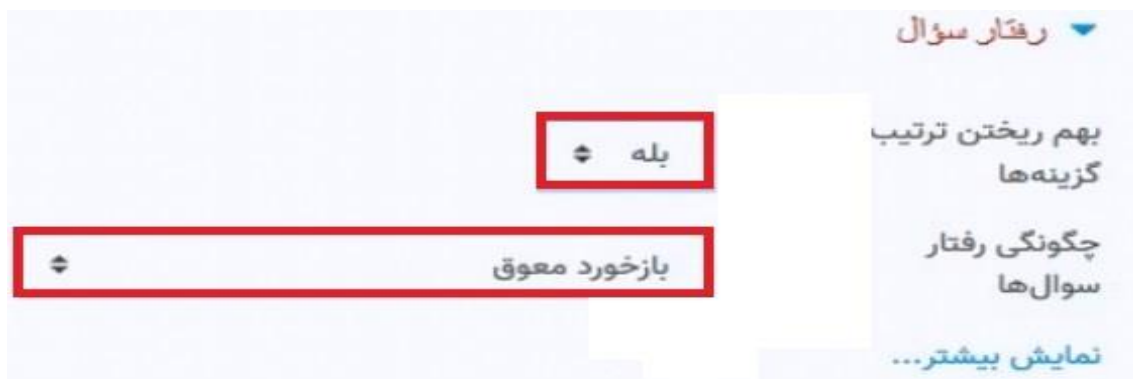 رفتار سؤال
بهم ریختن ترتیب
گزینه‌ها
بله
چگونگی رفتار
سوال‌ها
بازخورد معوق
نمایش بیشتر...